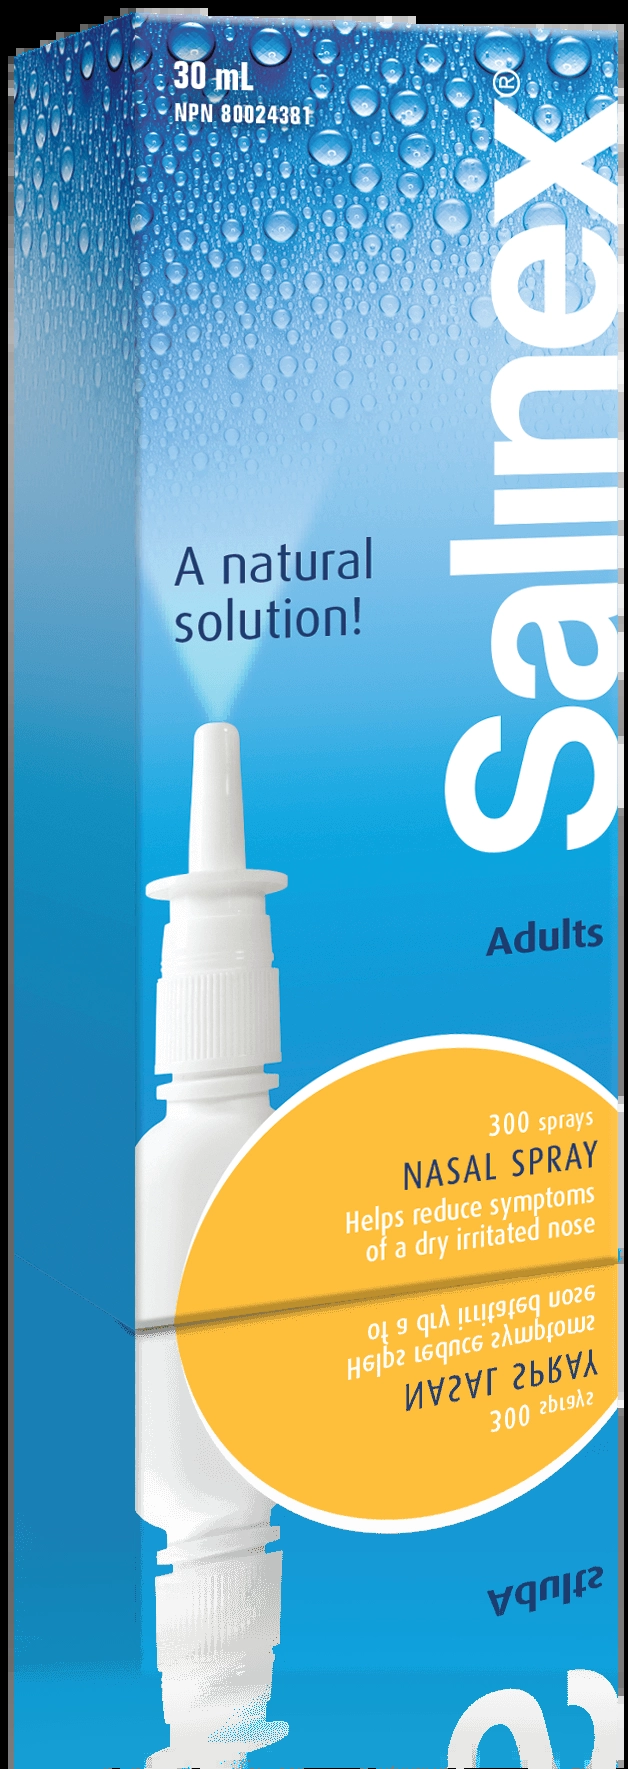 30 mL
NPN 80024381
Salinex®
A natural
solution!
Adults
300 sprays
NASAL SPRAY
Helps reduce symptoms
of a dry irritated nose
of a dry irritated nose
Helps reduce symptoms
NASAL SPRAY
300 sprays
Adults